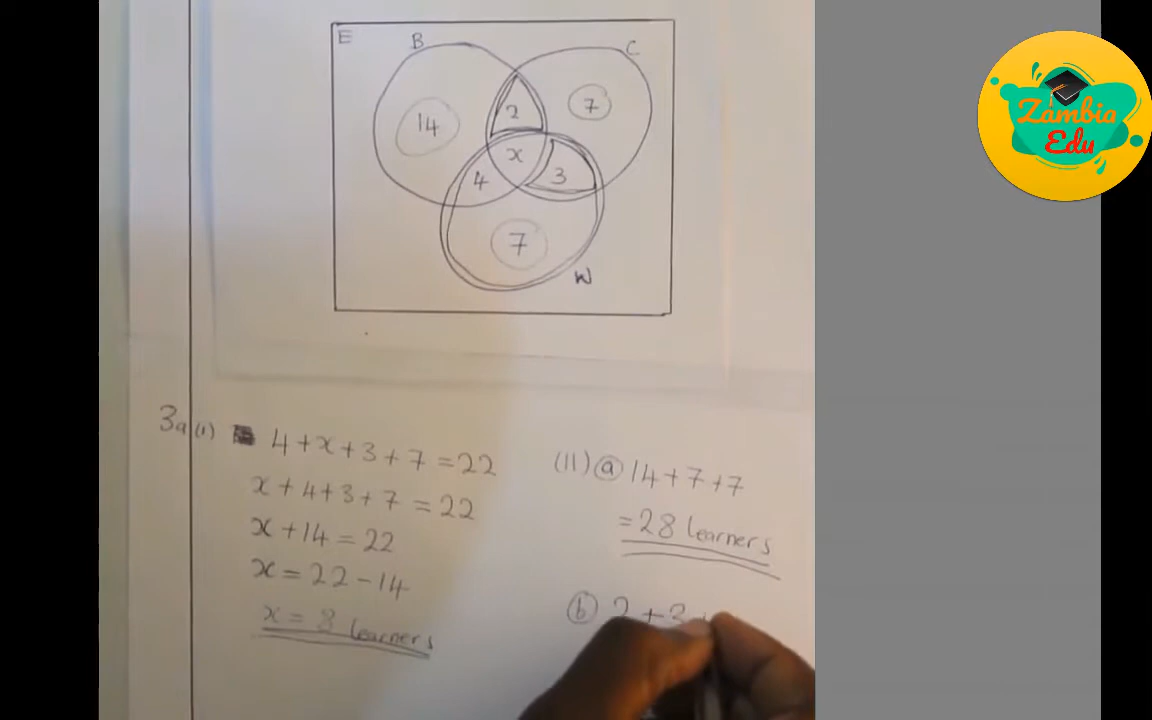 E
B
C
14
2
7
x
4
3
7
W
Zambia
Edu
3a(i)
4+x+3+7=22
x+4+3+7=22
x+14=22
x=22-14
x=8 learners
(11) (a) 14+7+7
=28 learners
(b) 2+3+